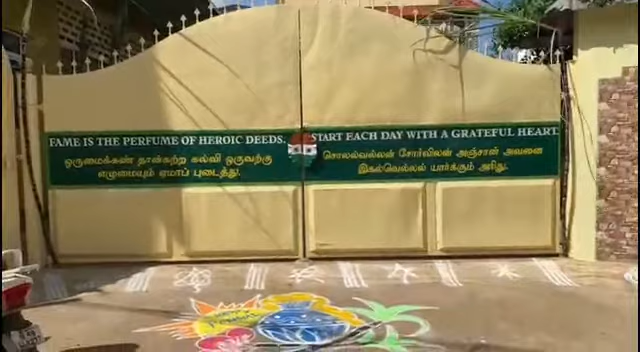 FAME IS THE PERFUME OF HEROIC DEEDS.
ஒருமைக்கண் தான்கற்ற கல்வி ஒருவற்கு
எழுமையும் ஏமாப் புடைத்து.
START EACH DAY WITH A GRATEFUL HEART.
சொலல்வல்லன் சோர்விலன் அஞ்சான் அவனை
இகல்வெல்லல் யார்க்கும் அரிது.